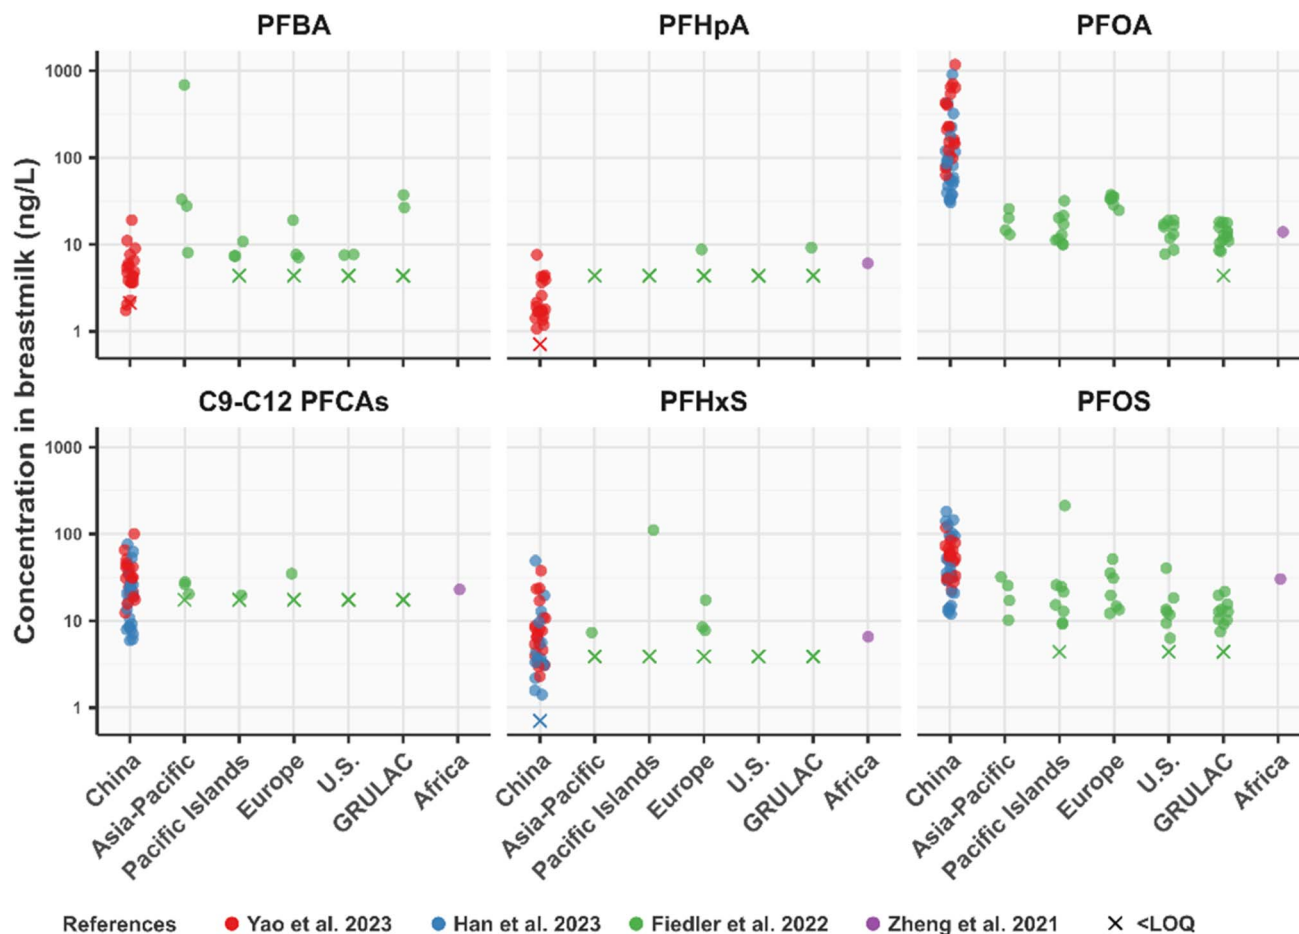 PFBA PFHpA PFOA
1000
100
10
1
Concentration in breastmilk (ng/L)
C9-C12 PFCAs PFHxS PFOS
1000
100
10
1
China Asia-Pacific Pacific Islands Europe U.S. GRULAC Africa China Asia-Pacific Pacific Islands Europe U.S. GRULAC Africa China Asia-Pacific Pacific Islands Europe U.S. GRULAC Africa
References Yao et al. 2023 Han et al. 2023 Fiedler et al. 2022 Zheng et al. 2021 <LOQ